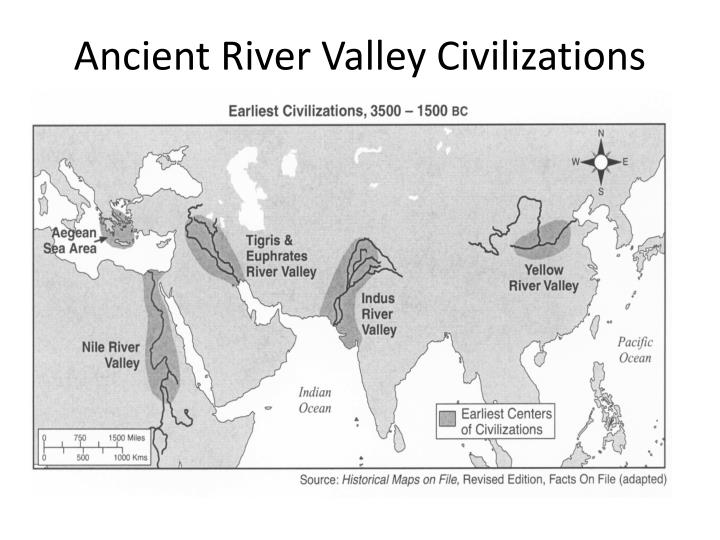 Ancient River Valley Civilizations
Earliest Civilizations, 3500 – 1500 BC
N
W
E
S
Aegean
Sea Area
Tigris &
Euphrates
River Valley
Yellow
River Valley
Indus
River
Valley
Nile River
Valley
Pacific
Ocean
Indian
Ocean
Earliest Centers
of Civilizations
0 750 1500 Miles
0 500 1000 Kms
Source: Historical Maps on File, Revised Edition, Facts On File (adapted)